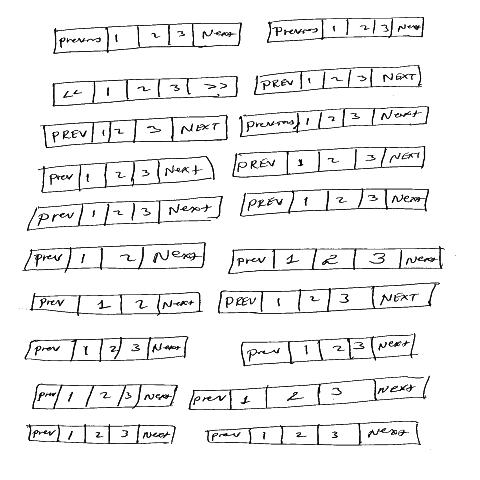 Previous 1 2 3 Next Previous 1 2 3 Next
<< 1 2 3 >> PREV 1 2 3 NEXT
PREV 1 2 3 NEXT Previous 1 2 3 Next
Prev 1 2 3 Next PREV 1 2 3 NEXT
Prev 1 2 3 Next PREV 1 2 3 Next
Prev 1 2 Next Prev 1 2 3 Next
Prev 1 2 Next PREV 1 2 3 NEXT
Prev 1 2 3 Next Prev 1 2 3 Next
Prev 1 2 3 Next Prev 1 2 3 Next
Prev 1 2 3 Next Prev 1 2 3 Next